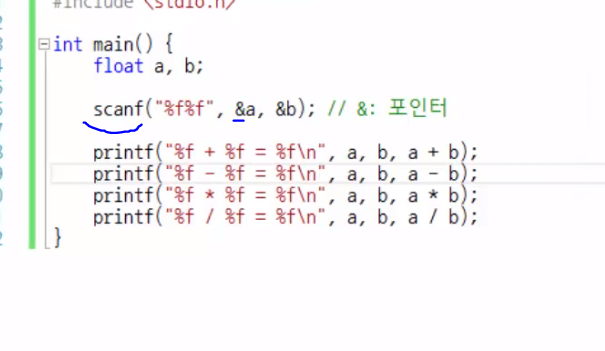 #include <stdio.h>
int main() {
float a, b;
scanf("%f%f", &a, &b); // &: 포인터
printf("%f + %f = %f\n", a, b, a + b);
printf("%f - %f = %f\n", a, b, a - b);
printf("%f * %f = %f\n", a, b, a * b);
printf("%f / %f = %f\n", a, b, a / b);
}